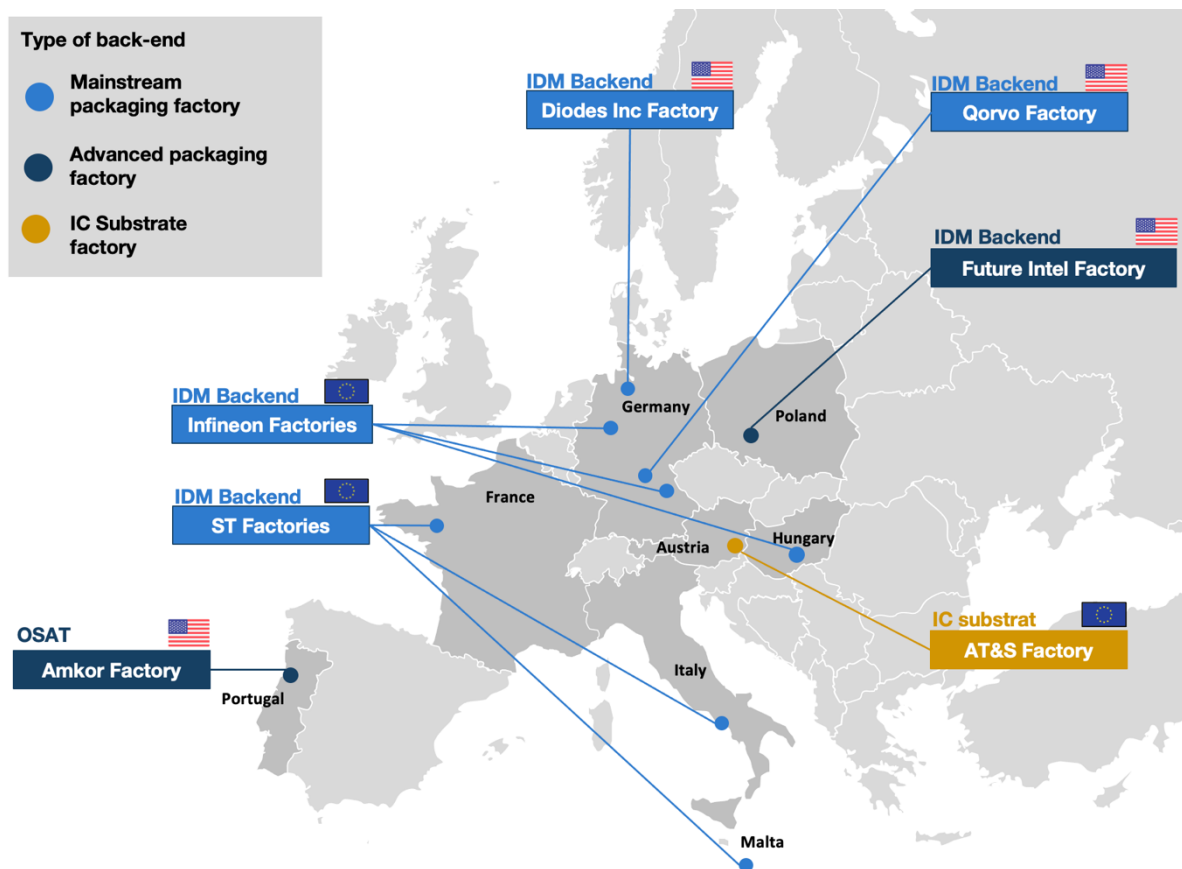 Type of back-end
Mainstream
packaging factory
Advanced packaging
factory
IC Substrate
factory
IDM Backend
Diodes Inc Factory
IDM Backend
Qorvo Factory
IDM Backend
Future Intel Factory
IDM Backend
Infineon Factories
IDM Backend
ST Factories
OSAT
Amkor Factory
IC substrat
AT&S Factory
Germany
Poland
France
Austria
Hungary
Italy
Portugal
Malta